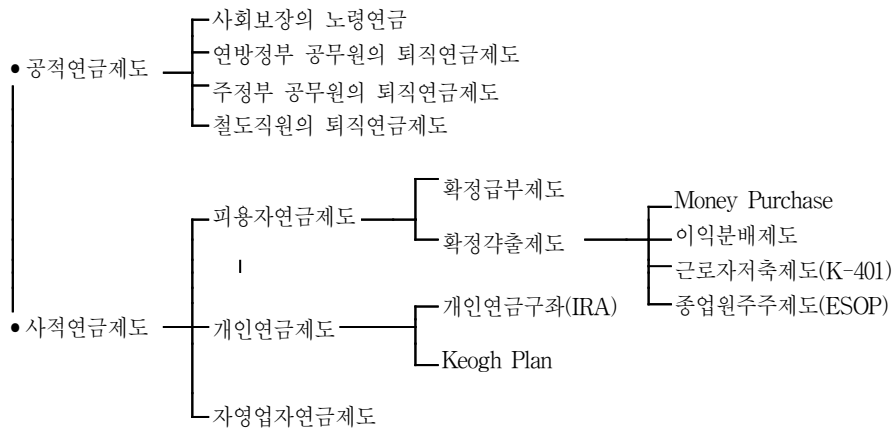 사회보장의 노령연금
연방정부 공무원의 퇴직연금제도
• 공적연금제도
주정부 공무원의 퇴직연금제도
철도직원의 퇴직연금제도
확정급부제도
Money Purchase
피용자연금제도
확정갹출제도
이익분배제도
근로자저축제도(K-401)
개인연금구좌(IRA)
종업원주주제도(ESOP)
• 사적연금제도
개인연금제도
Keogh Plan
자영업자연금제도